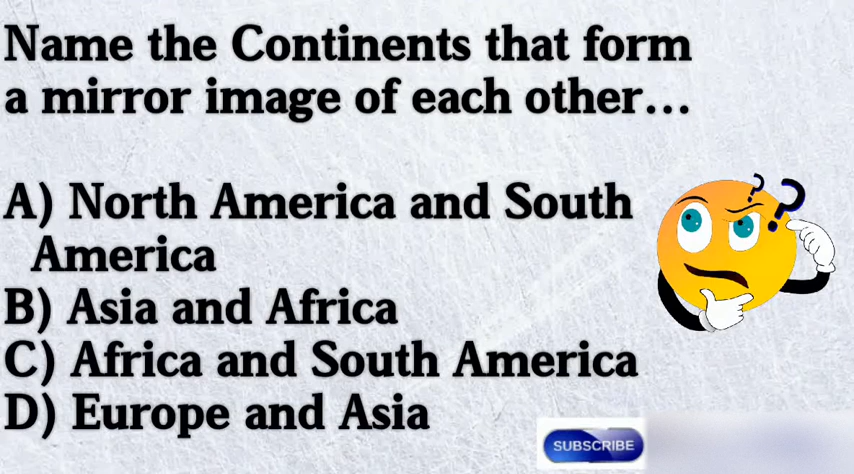 Name the Continents that form
a mirror image of each other...
A) North America and South
America
B) Asia and Africa
C) Africa and South America
D) Europe and Asia
? ?
SUBSCRIBE